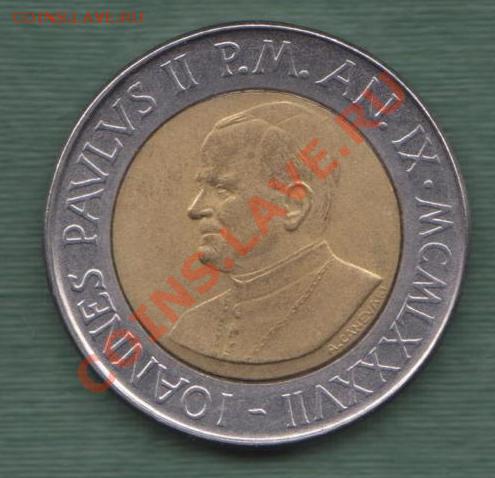 COINS.LAVE.RU
IOANNES PAVLVS II P.M. AN. IX · MCMLXXXVII -
COINS.LAVE.RU
A.CANEVARI